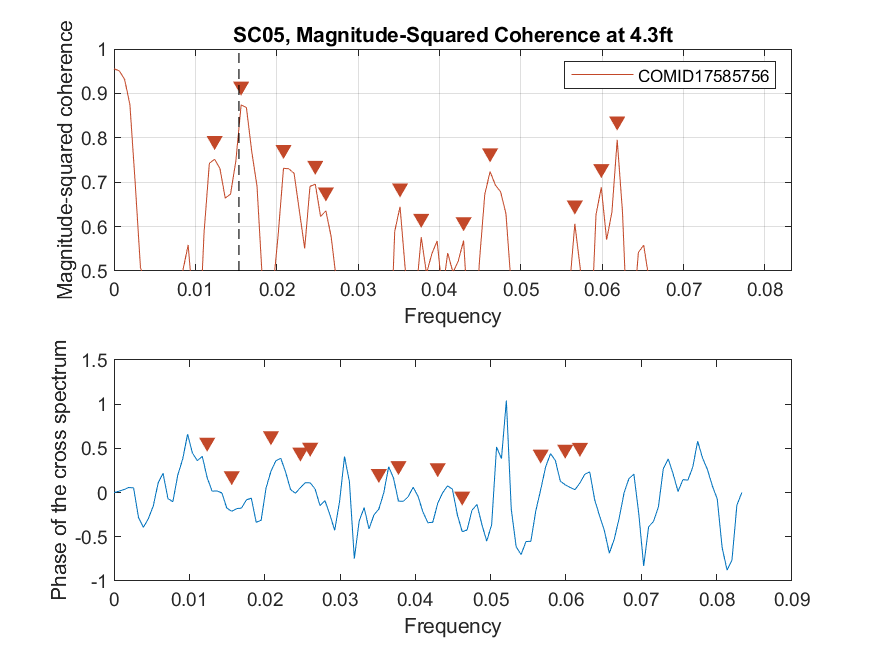 SC05, Magnitude-Squared Coherence at 4.3ft
Magnitude-squared coherence
1
0.9
0.8
0.7
0.6
0.5
COMID17585756
0 0.01 0.02 0.03 0.04 0.05 0.06 0.07 0.08
Frequency
Phase of the cross spectrum
1.5
1
0.5
0
-0.5
-1
0 0.01 0.02 0.03 0.04 0.05 0.06 0.07 0.08 0.09
Frequency